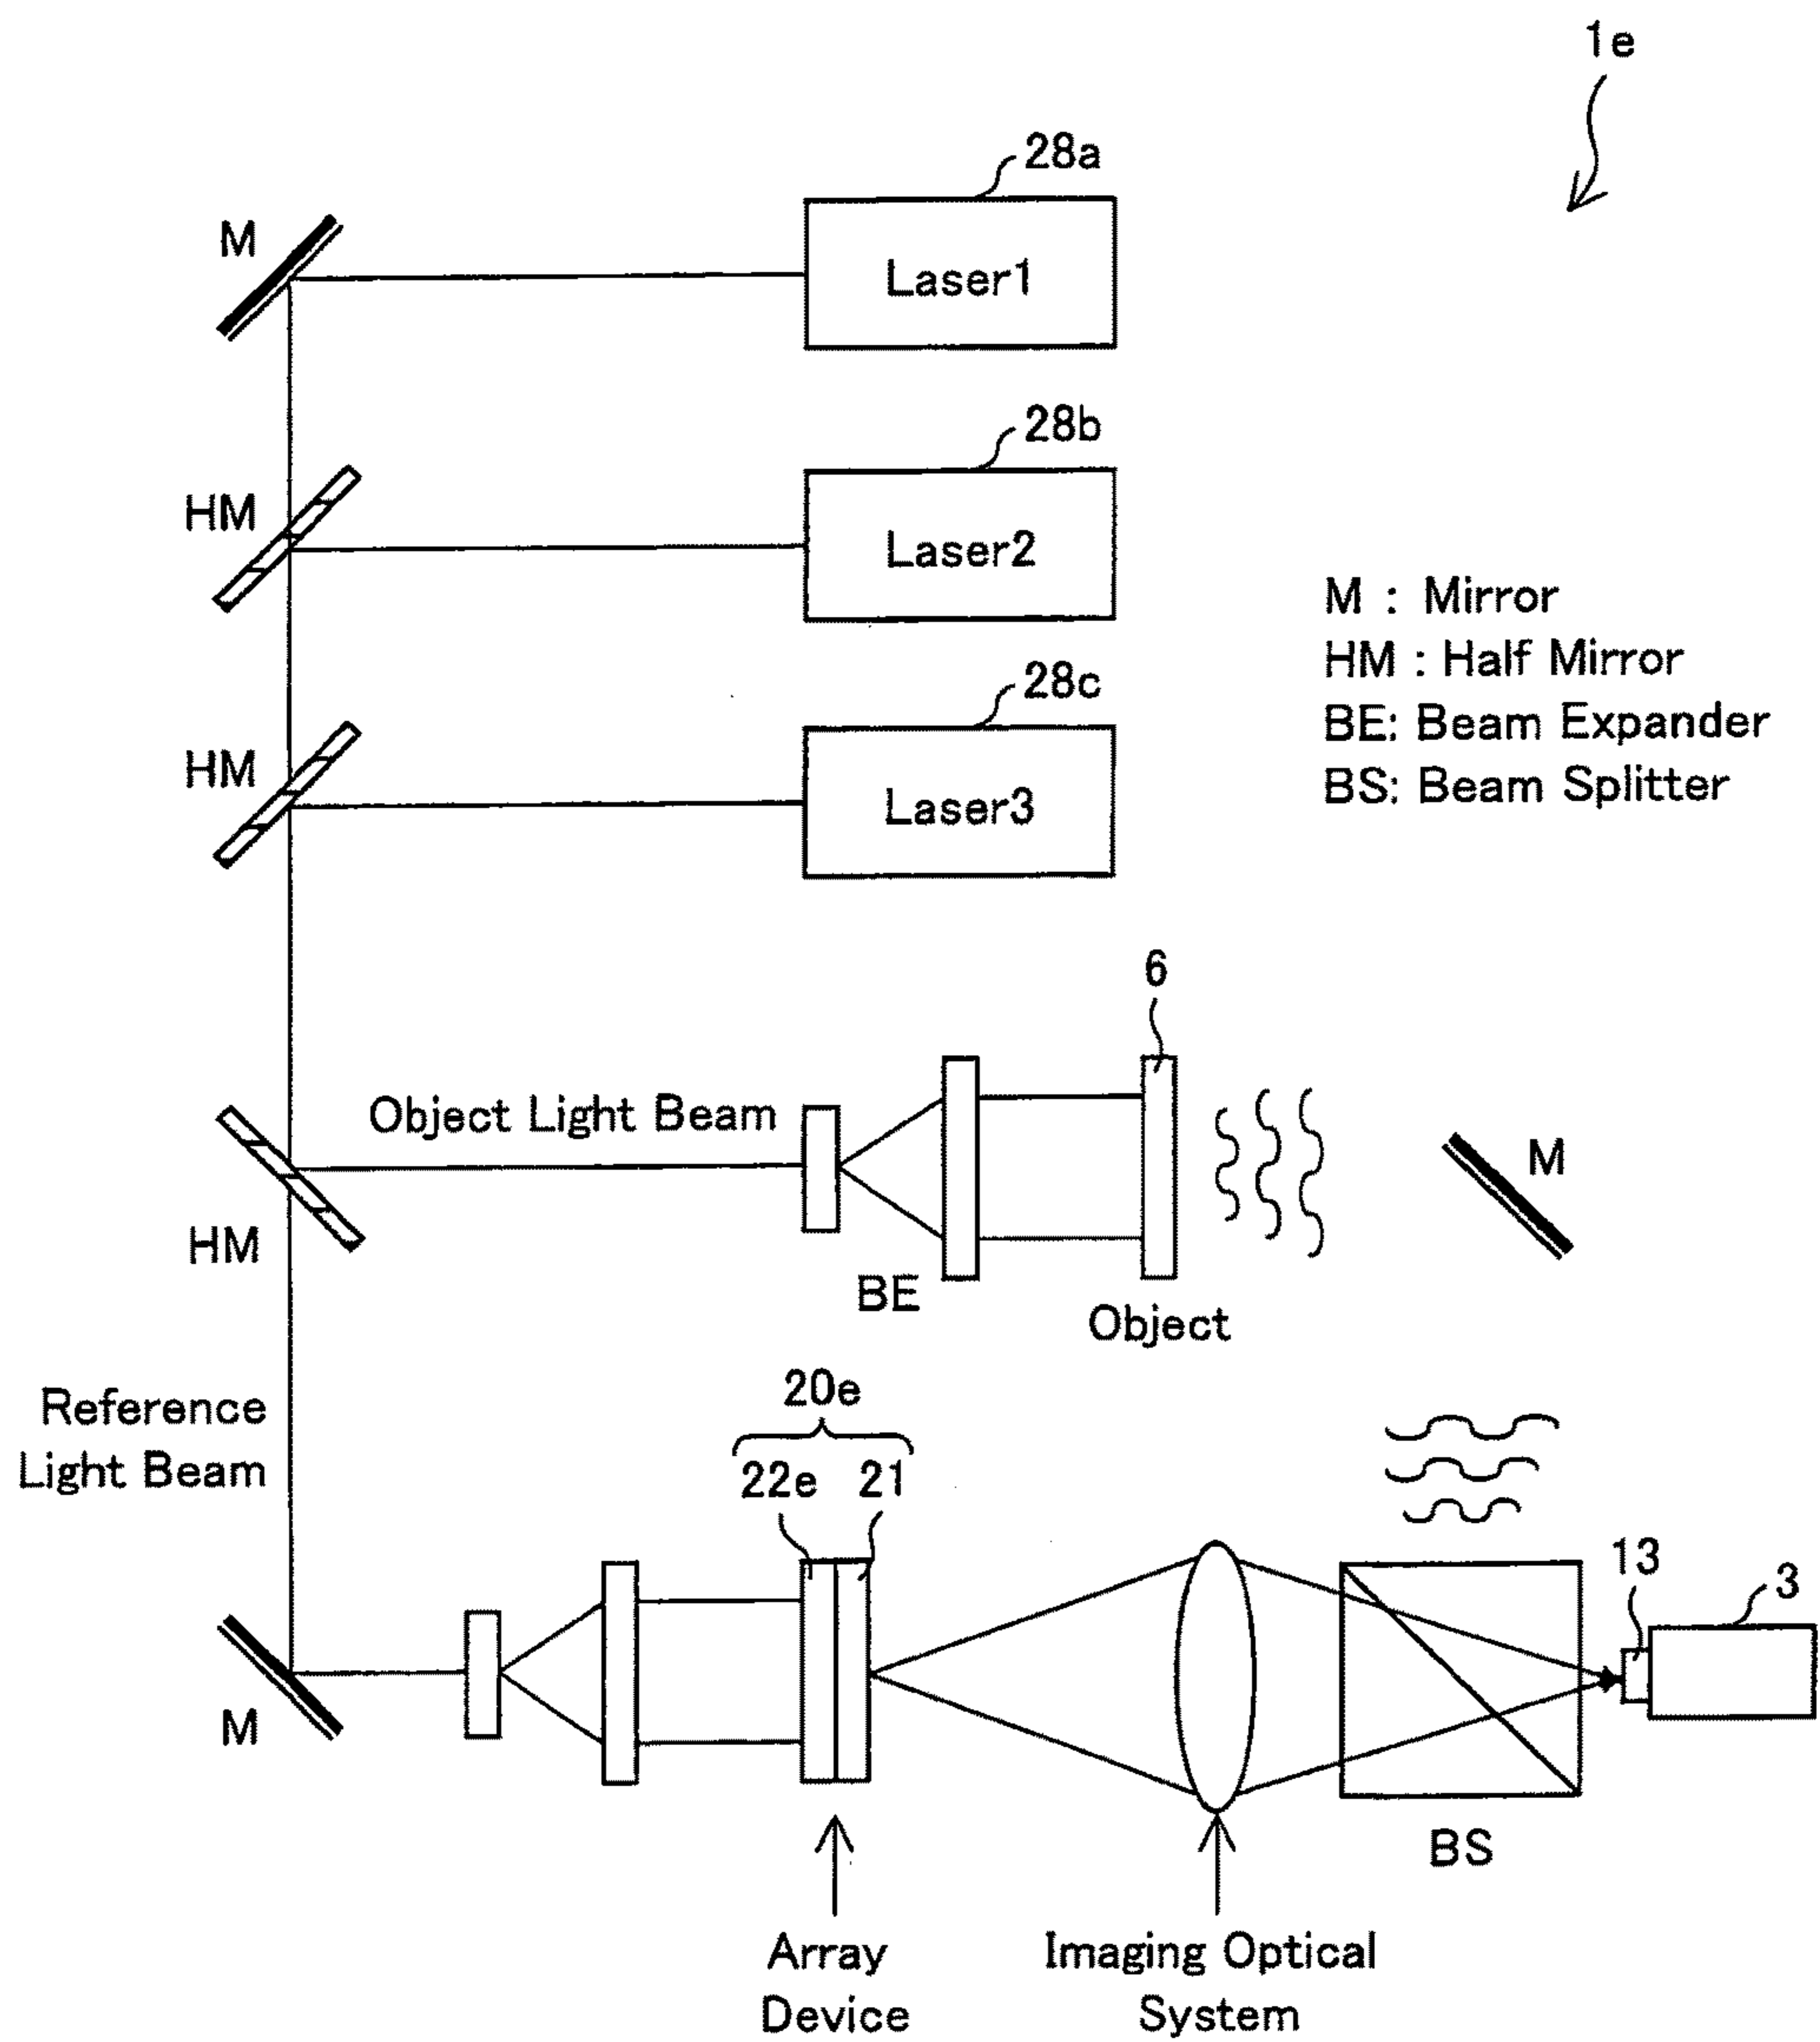 1e
28a
M
Laser1
28b
HM
Laser2
M : Mirror
HM : Half Mirror
BE: Beam Expander
BS: Beam Splitter
28c
HM
Laser3
6
Object Light Beam
M
HM
BE
Object
Reference
Light Beam
20e
22e 21
13
3
M
BS
Array
Device
Imaging Optical
System